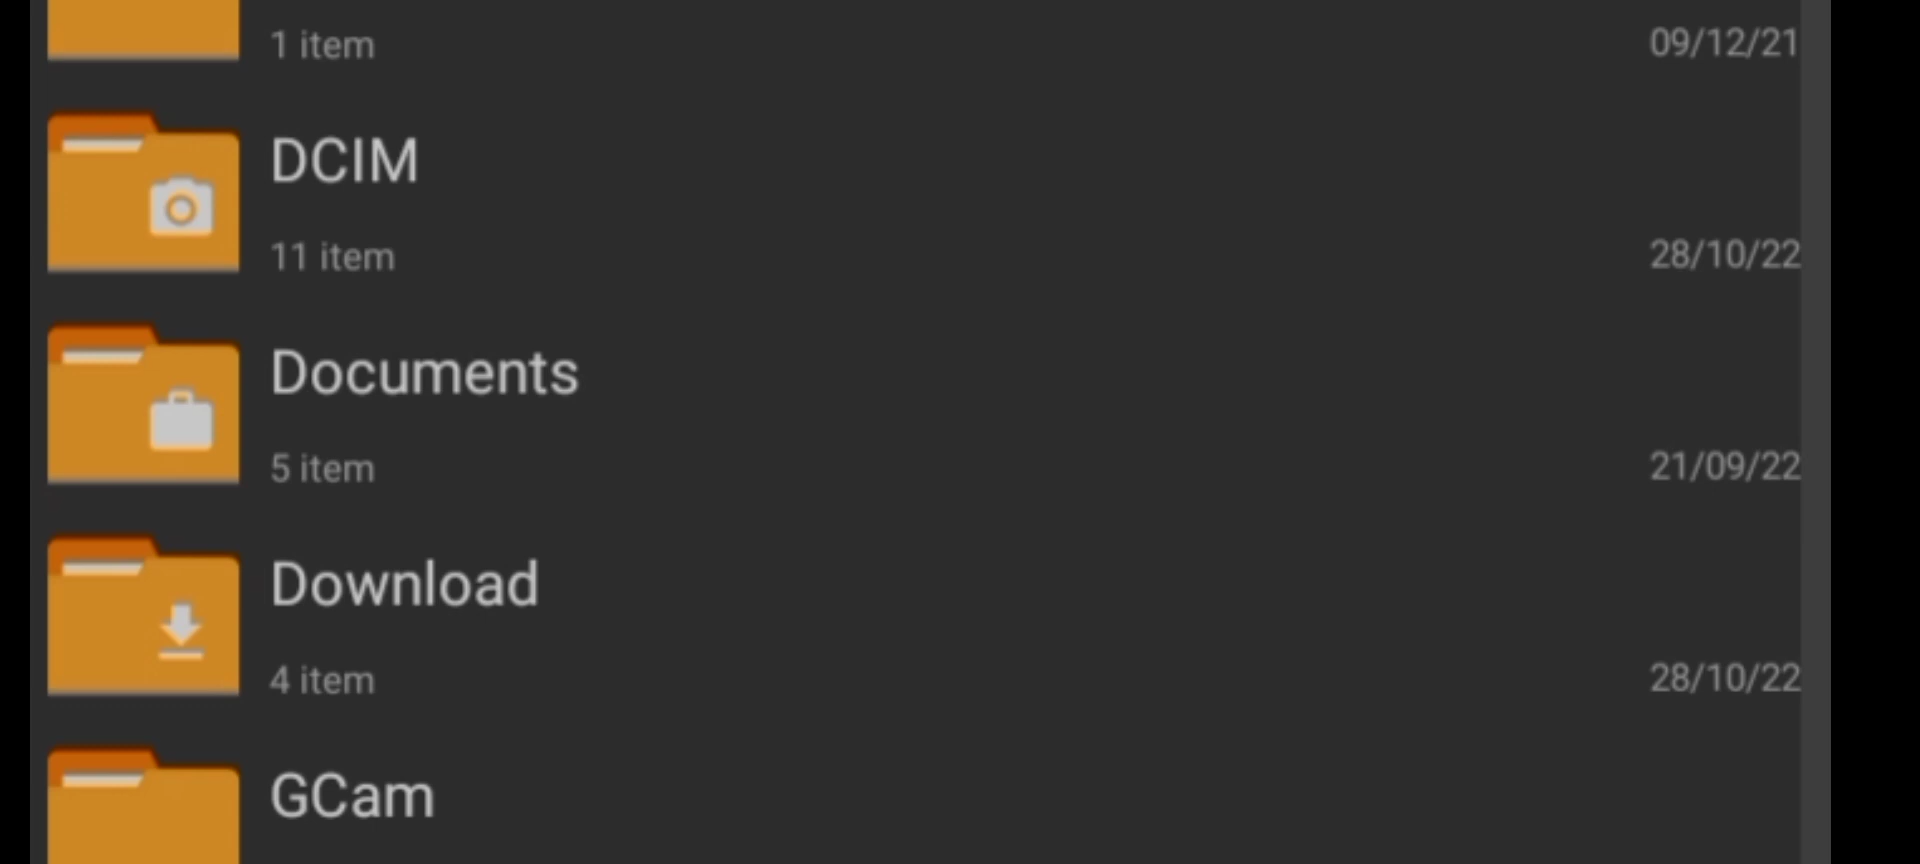 1 item 09/12/21
DCIM
11 item 28/10/22
Documents
5 item 21/09/22
Download
4 item 28/10/22
GCam